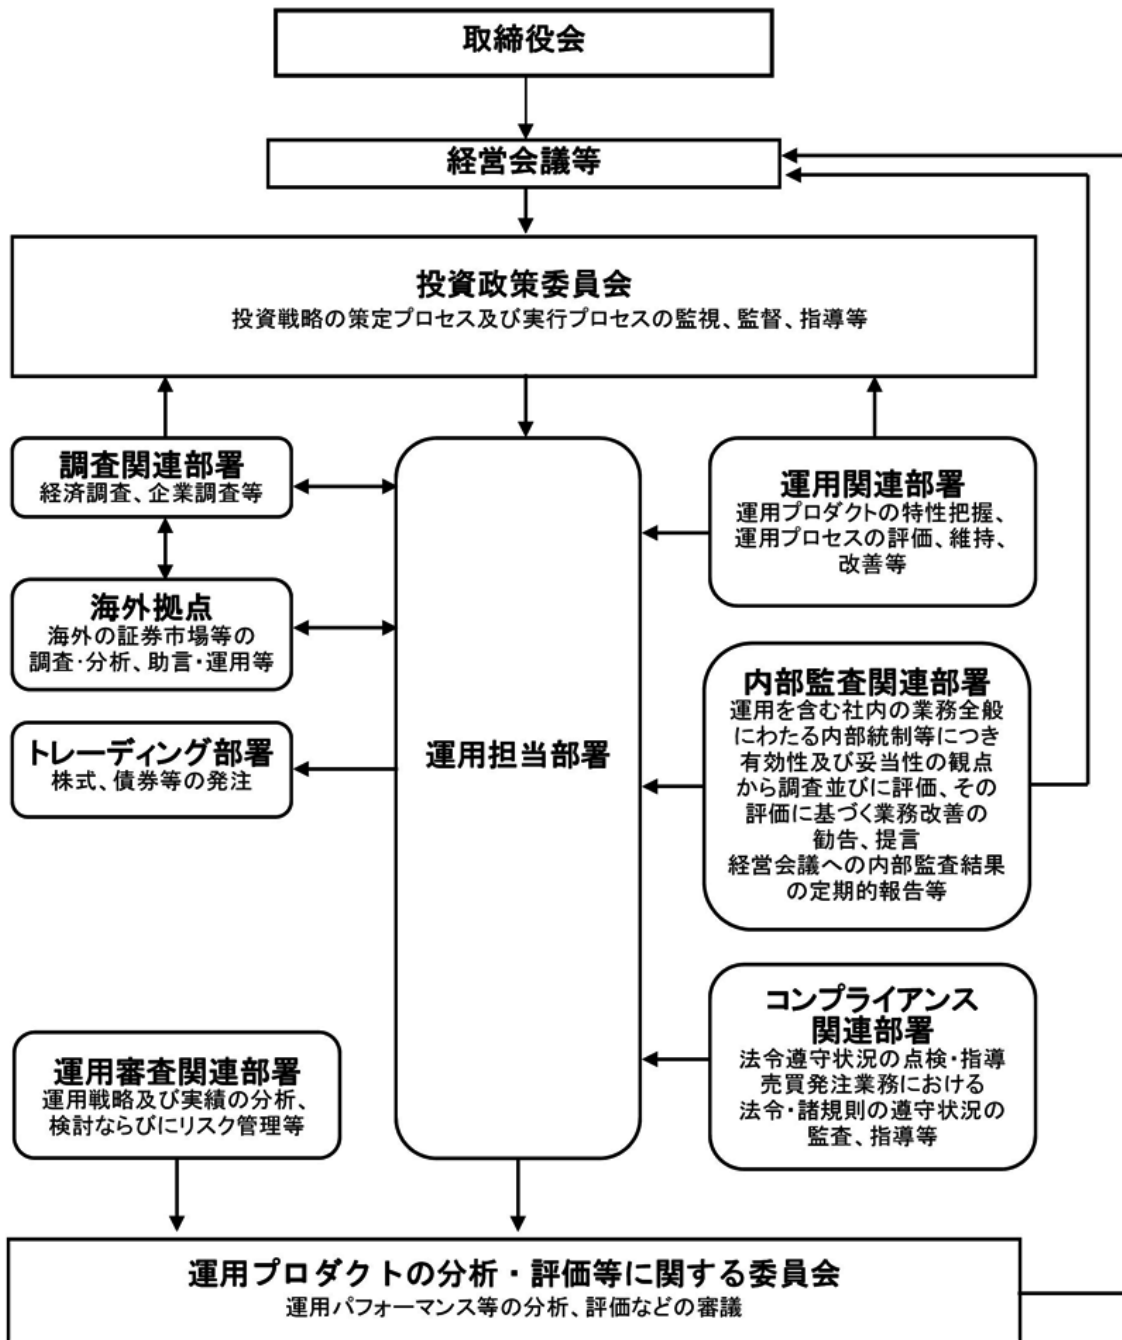 取締役会
経営会議等
投資政策委員会
投資戦略の策定プロセス及び実行プロセスの監視、監督、指導等
調査関連部署
経済調査、企業調査等
海外拠点
海外の証券市場等の
調査・分析、助言・運用等
トレーディング部署
株式、債券等の発注
運用担当部署
運用関連部署
運用プロダクトの特性把握、
運用プロセスの評価、維持、
改善等
内部監査関連部署
運用を含む社内の業務全般
にわたる内部統制等につき
有効性及び妥当性の観点
から調査並びに評価、その
評価に基づく業務改善の
勧告、提言
経営会議への内部監査結果
の定期的報告等
コンプライアンス
関連部署
法令遵守状況の点検・指導
売買発注業務における
法令・諸規則の遵守状況の
監査、指導等
運用審査関連部署
運用戦略及び実績の分析、
検討ならびにリスク管理等
運用プロダクトの分析・評価等に関する委員会
運用パフォーマンス等の分析、評価などの審議